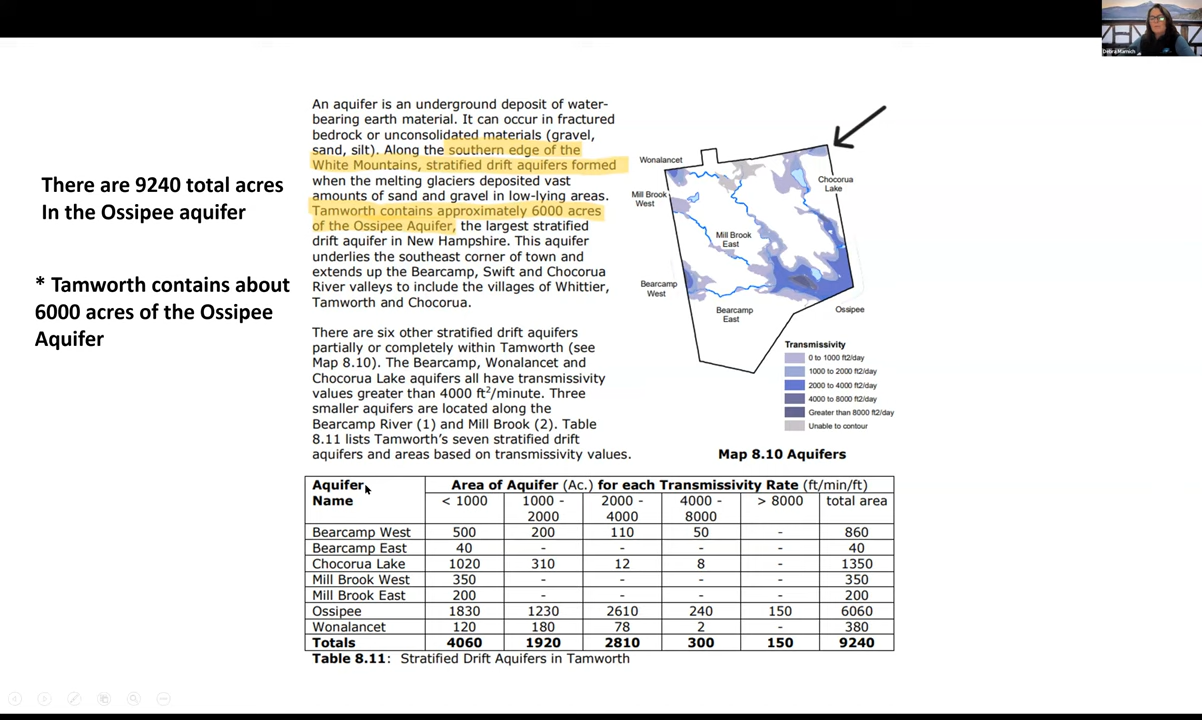 Debra Marnich
An aquifer is an underground deposit of water-
bearing earth material. It can occur in fractured
bedrock or unconsolidated materials (gravel,
sand, silt). Along the southern edge of the
White Mountains, stratified drift aquifers formed
when the melting glaciers deposited vast
amounts of sand and gravel in low-lying areas.
Tamworth contains approximately 6000 acres
of the Ossipee Aquifer, the largest stratified
drift aquifer in New Hampshire. This aquifer
underlies the southeast corner of town and
extends up the Bearcamp, Swift and Chocorua
River valleys to include the villages of Whittier,
Tamworth and Chocorua.
There are six other stratified drift aquifers
partially or completely within Tamworth (see
Map 8.10). The Bearcamp, Wonalancet and
Chocorua Lake aquifers all have transmissivity
values greater than 4000 ft²/minute. Three
smaller aquifers are located along the
Bearcamp River (1) and Mill Brook (2). Table
8.11 lists Tamworth's seven stratified drift
aquifers and areas based on transmissivity values.
There are 9240 total acres
In the Ossipee aquifer
* Tamworth contains about
6000 acres of the Ossipee
Aquifer
Wonalancet
Chocorua
Lake
Mill Brook
West
Mill Brook
East
Bearcamp
West
Bearcamp
East
Ossipee
Transmissivity
0 to 1000 ft2/day
1000 to 2000 ft2/day
2000 to 4000 ft2/day
4000 to 8000 ft2/day
Greater than 8000 ft2/day
Unable to contour
Map 8.10 Aquifers
Aquifer Area of Aquifer (Ac.) for each Transmissivity Rate (ft/min/ft)
Name < 1000 1000 - 2000 2000 - 4000 4000 - 8000 > 8000 total area
Bearcamp West 500 200 110 50 - 860
Bearcamp East 40 - - - - 40
Chocorua Lake 1020 310 12 8 - 1350
Mill Brook West 350 - - - - 350
Mill Brook East 200 - - - - 200
Ossipee 1830 1230 2610 240 150 6060
Wonalancet 120 180 78 2 - 380
Totals 4060 1920 2810 300 150 9240
Table 8.11: Stratified Drift Aquifers in Tamworth